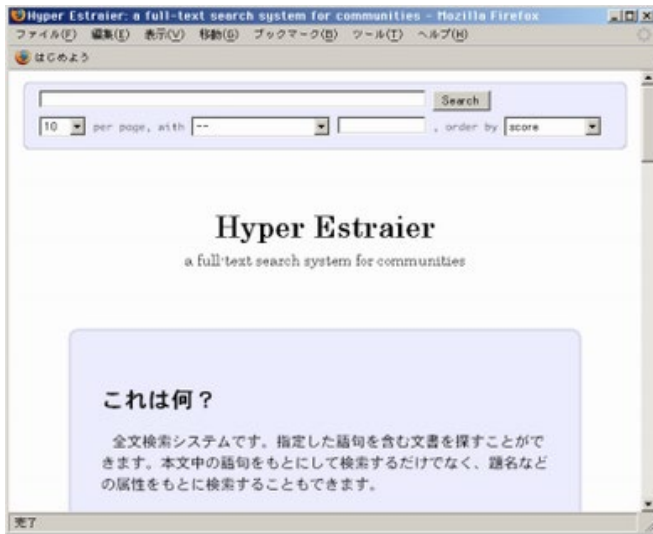 Hyper Estraier: a full-text search system for communities - Mozilla Firefox
ファイル(F) 編集(E) 表示(V) 移動(G) ブックマーク(B) ツール(T) ヘルプ(H)
はじめよう
Search
10 per page, with -- , order by score
Hyper Estraier
a full-text search system for communities
これは何？
全文検索システムです。指定した語句を含む文書を探すことがで
きます。本文中の語句をもとにして検索するだけでなく、題名など
の属性をもとに検索することもできます。
完了